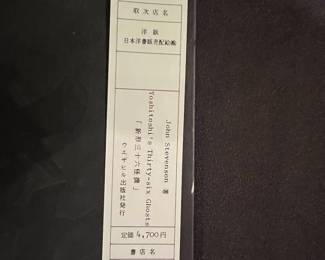 取次店名
洋販
日本洋書販売配給㈱
John Stevenson 著
Yoshitoshi's Thirty-six Ghosts
「新形三十六怪撰」
ウエザヒル出版社発行
定価 4,700円
書店名